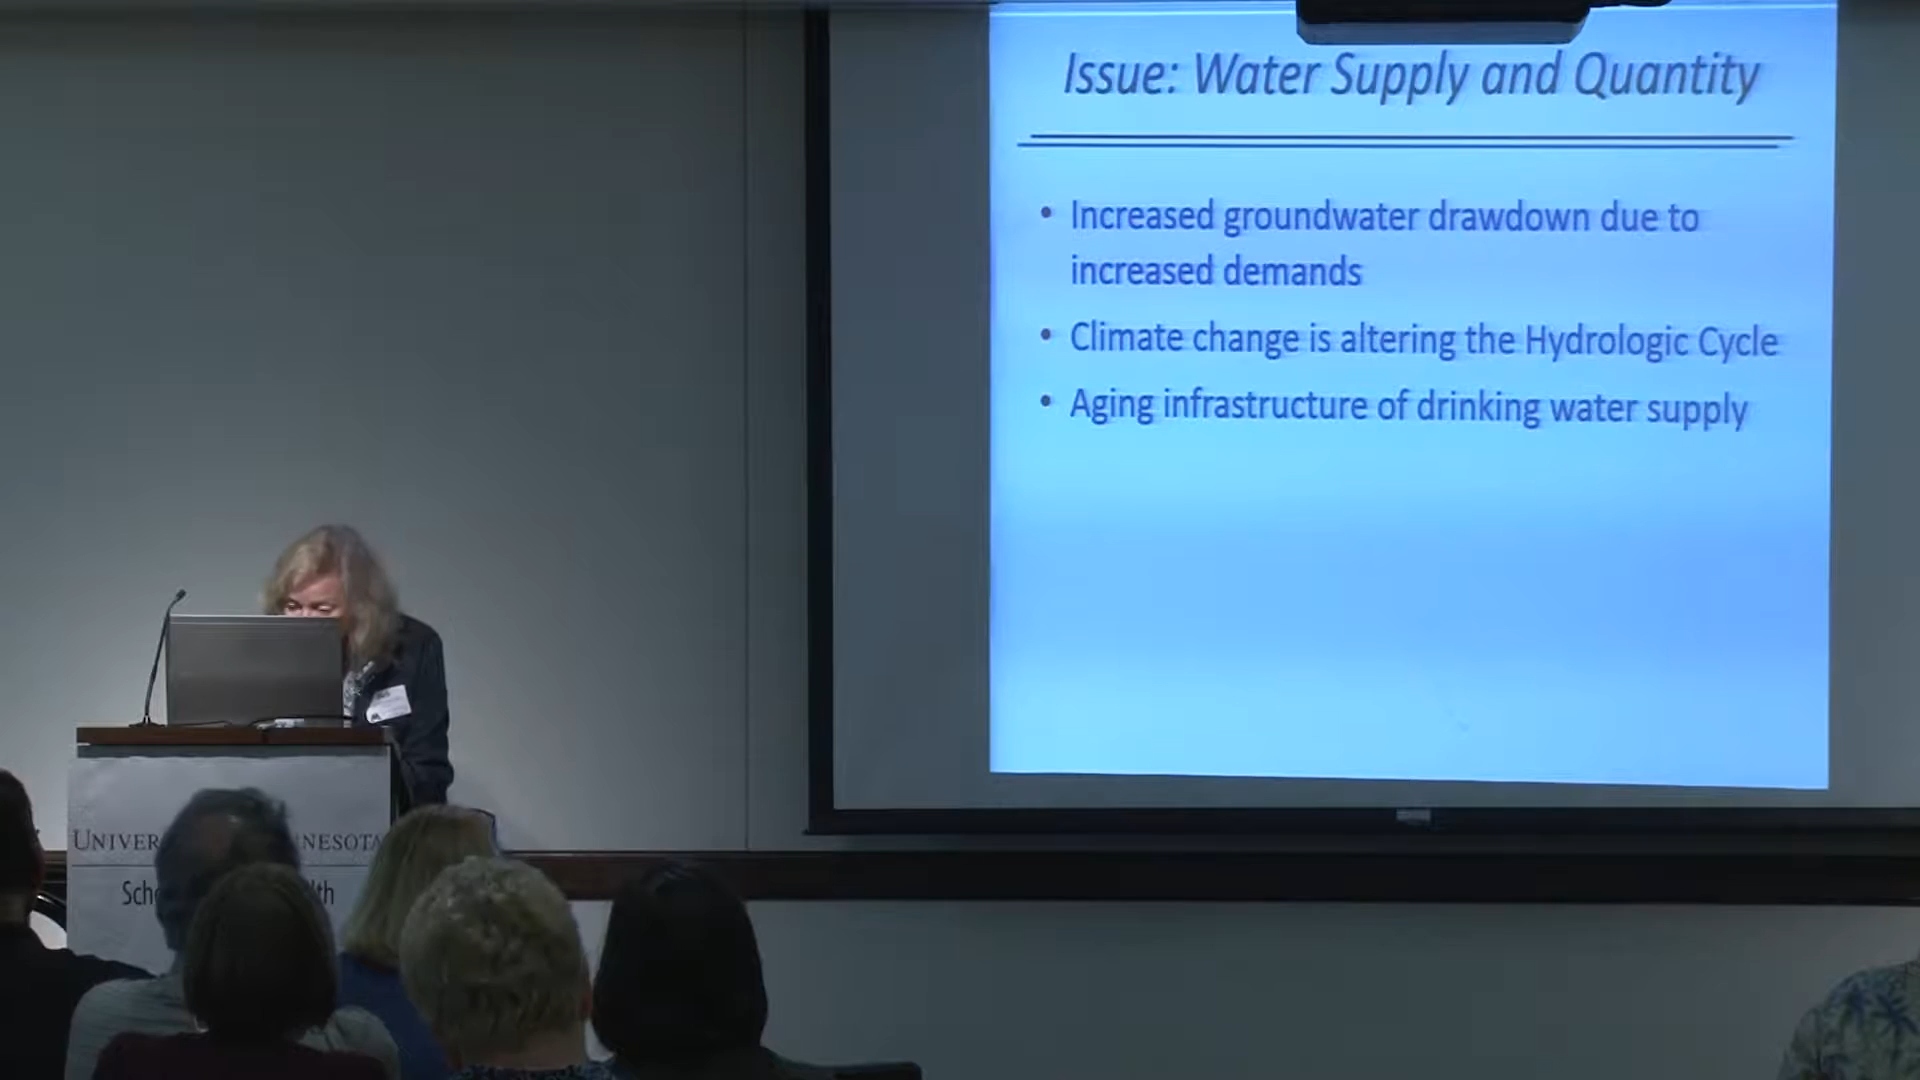 Issue: Water Supply and Quantity
• Increased groundwater drawdown due to
increased demands
• Climate change is altering the Hydrologic Cycle
• Aging infrastructure of drinking water supply